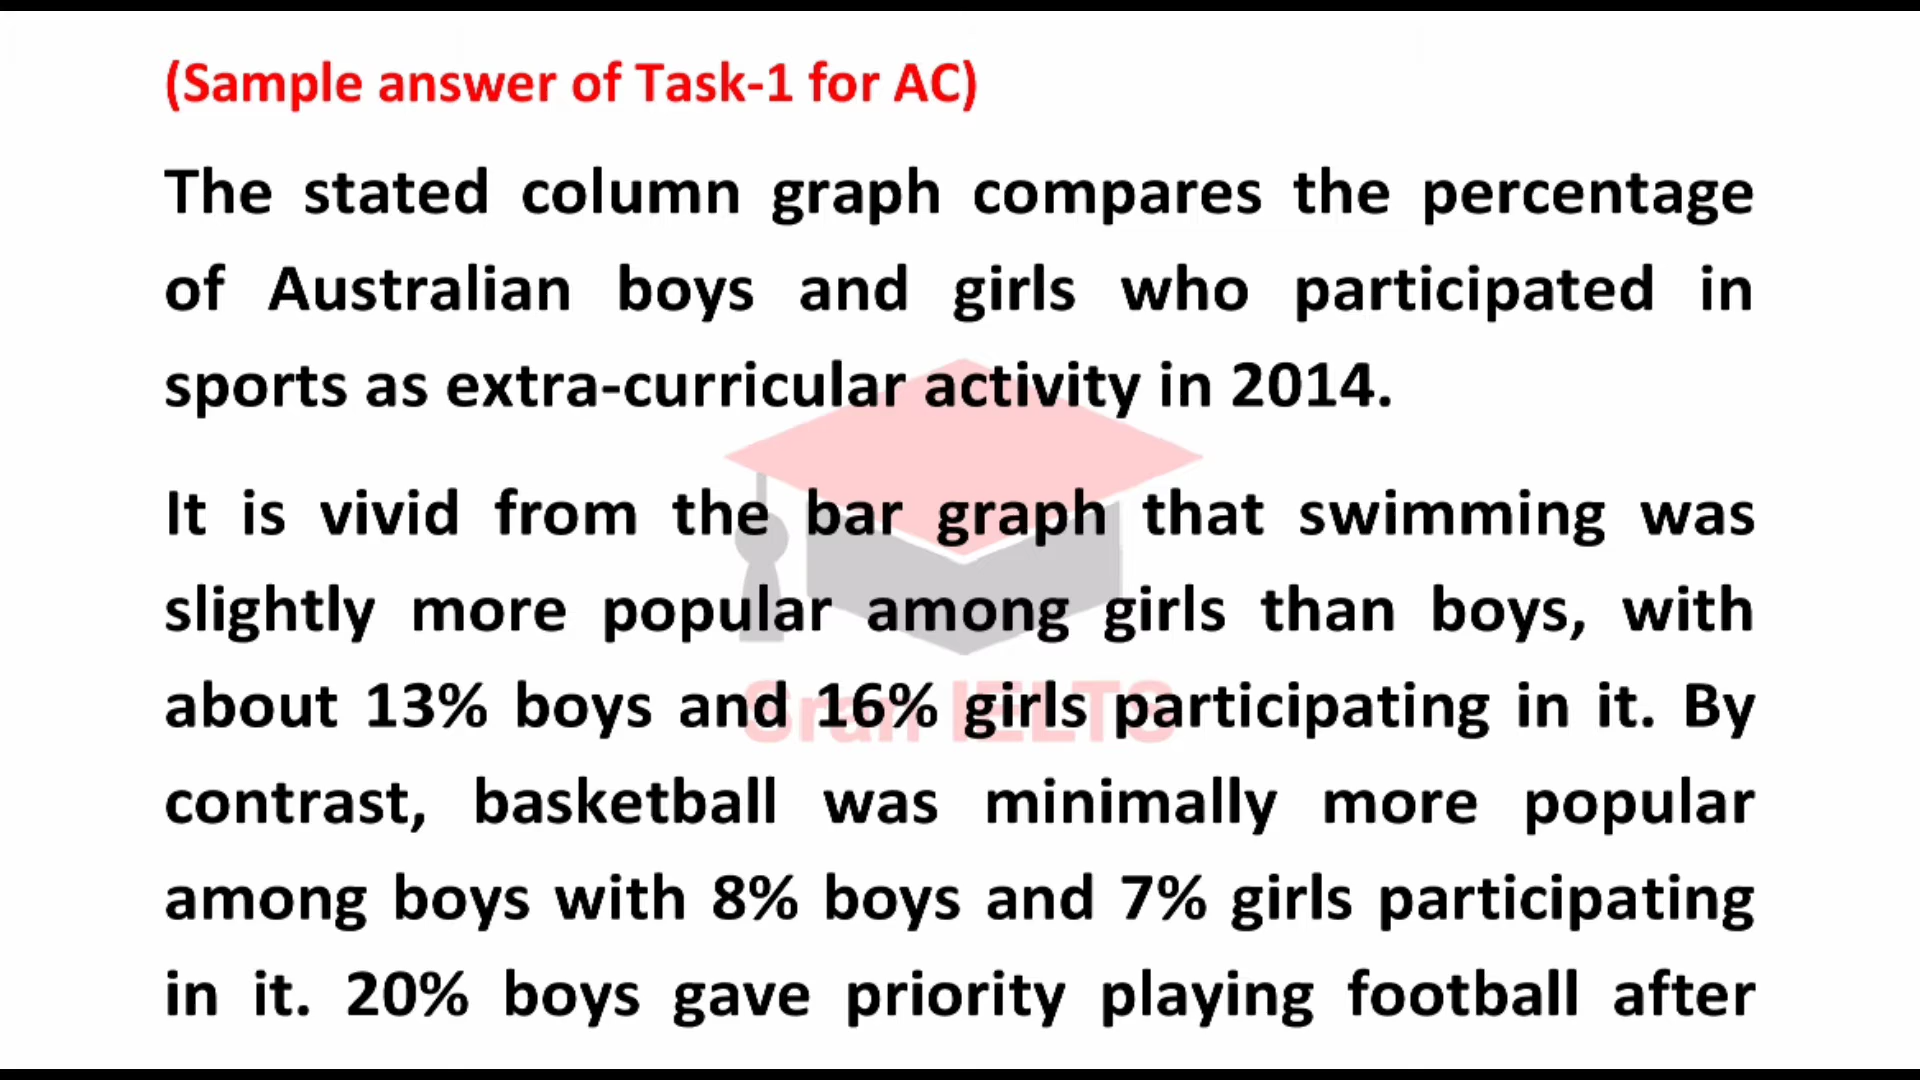 (Sample answer of Task-1 for AC)
The stated column graph compares the percentage
of Australian boys and girls who participated in
sports as extra-curricular activity in 2014.
It is vivid from the bar graph that swimming was
slightly more popular among girls than boys, with
about 13% boys and 16% girls participating in it. By
Sran IELTS
contrast, basketball was minimally more popular
among boys with 8% boys and 7% girls participating
in it. 20% boys gave priority playing football after